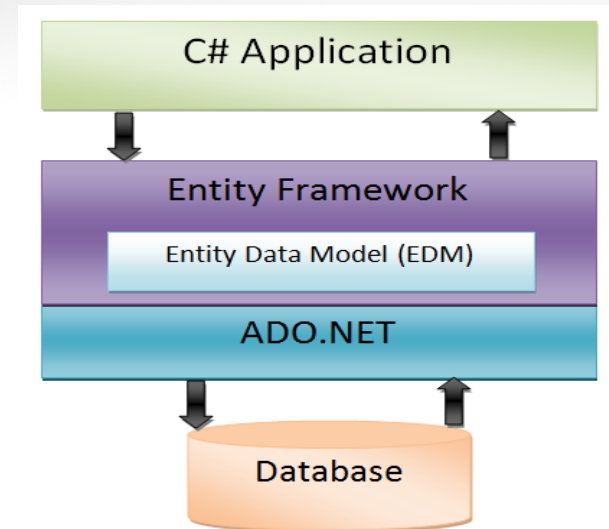 C# Application
Entity Framework
Entity Data Model (EDM)
ADO.NET
Database